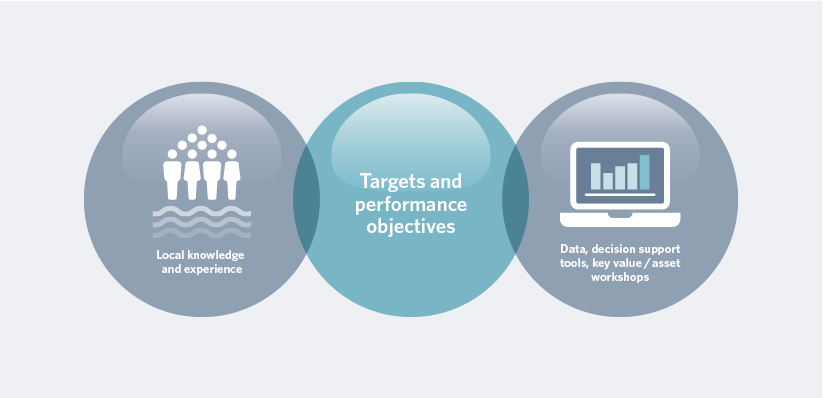 Local knowledge
and experience
Targets and
performance
objectives
Data, decision support
tools, key value / asset
workshops